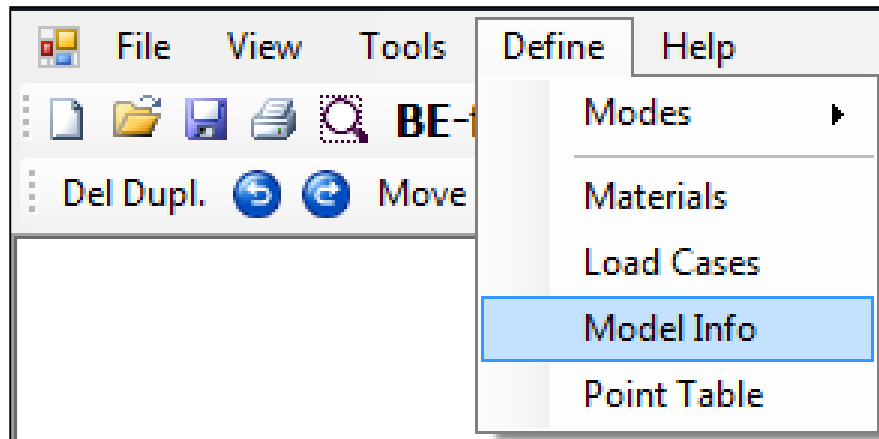 File View Tools Define Help
BE-
Del Dupl. Move
Modes
Materials
Load Cases
Model Info
Point Table